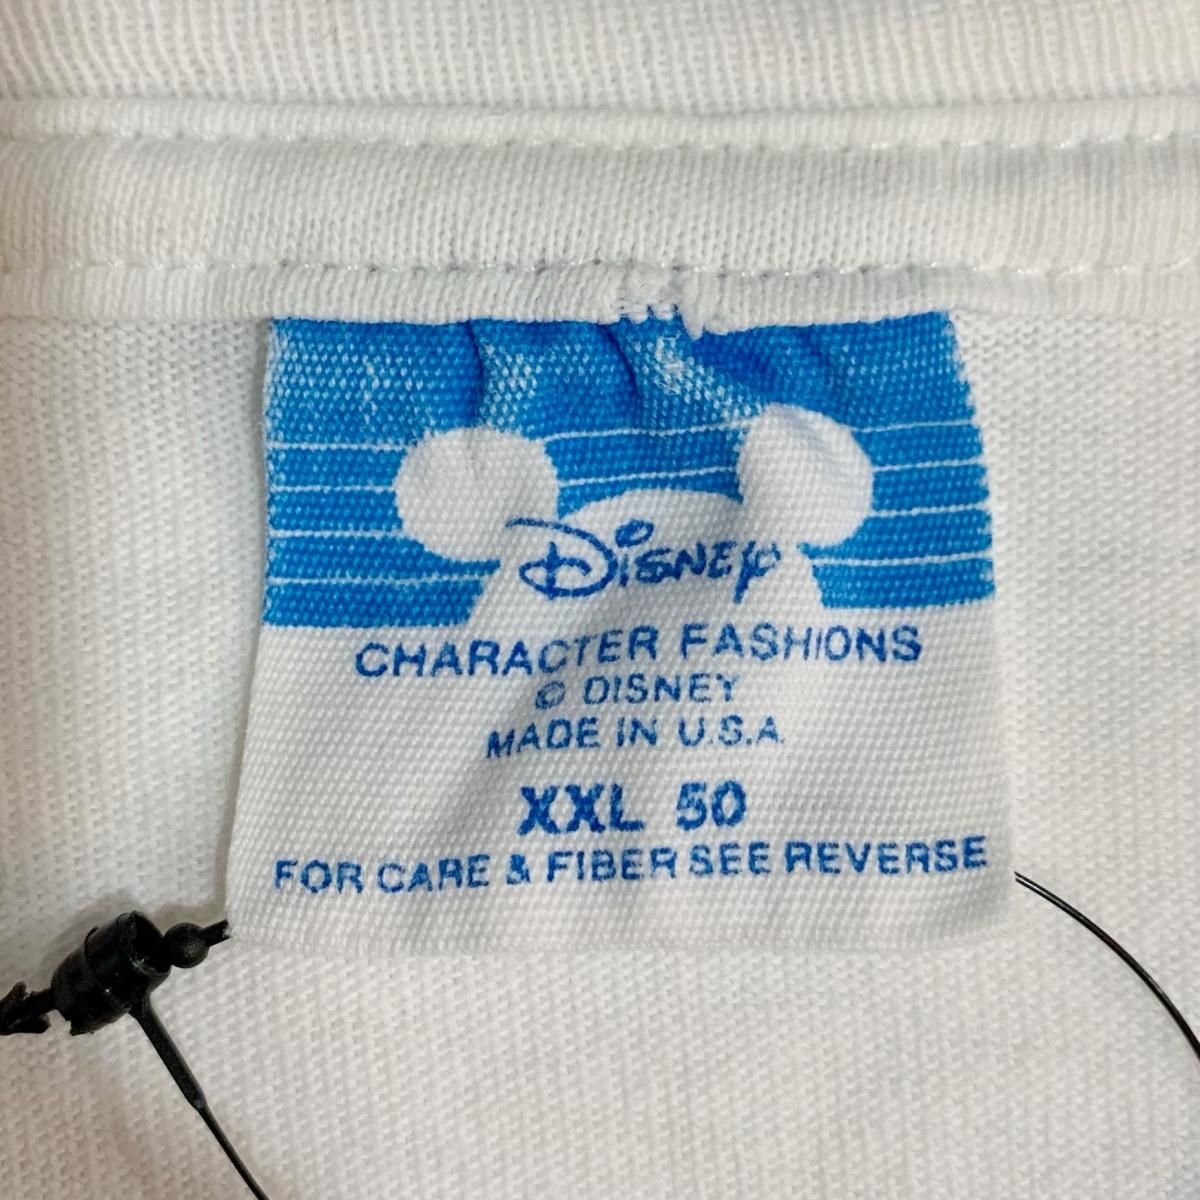 Disney
CHARACTER FASHIONS
© DISNEY
MADE IN U.S.A.
XXL 50
FOR CARE & FIBER SEE REVERSE